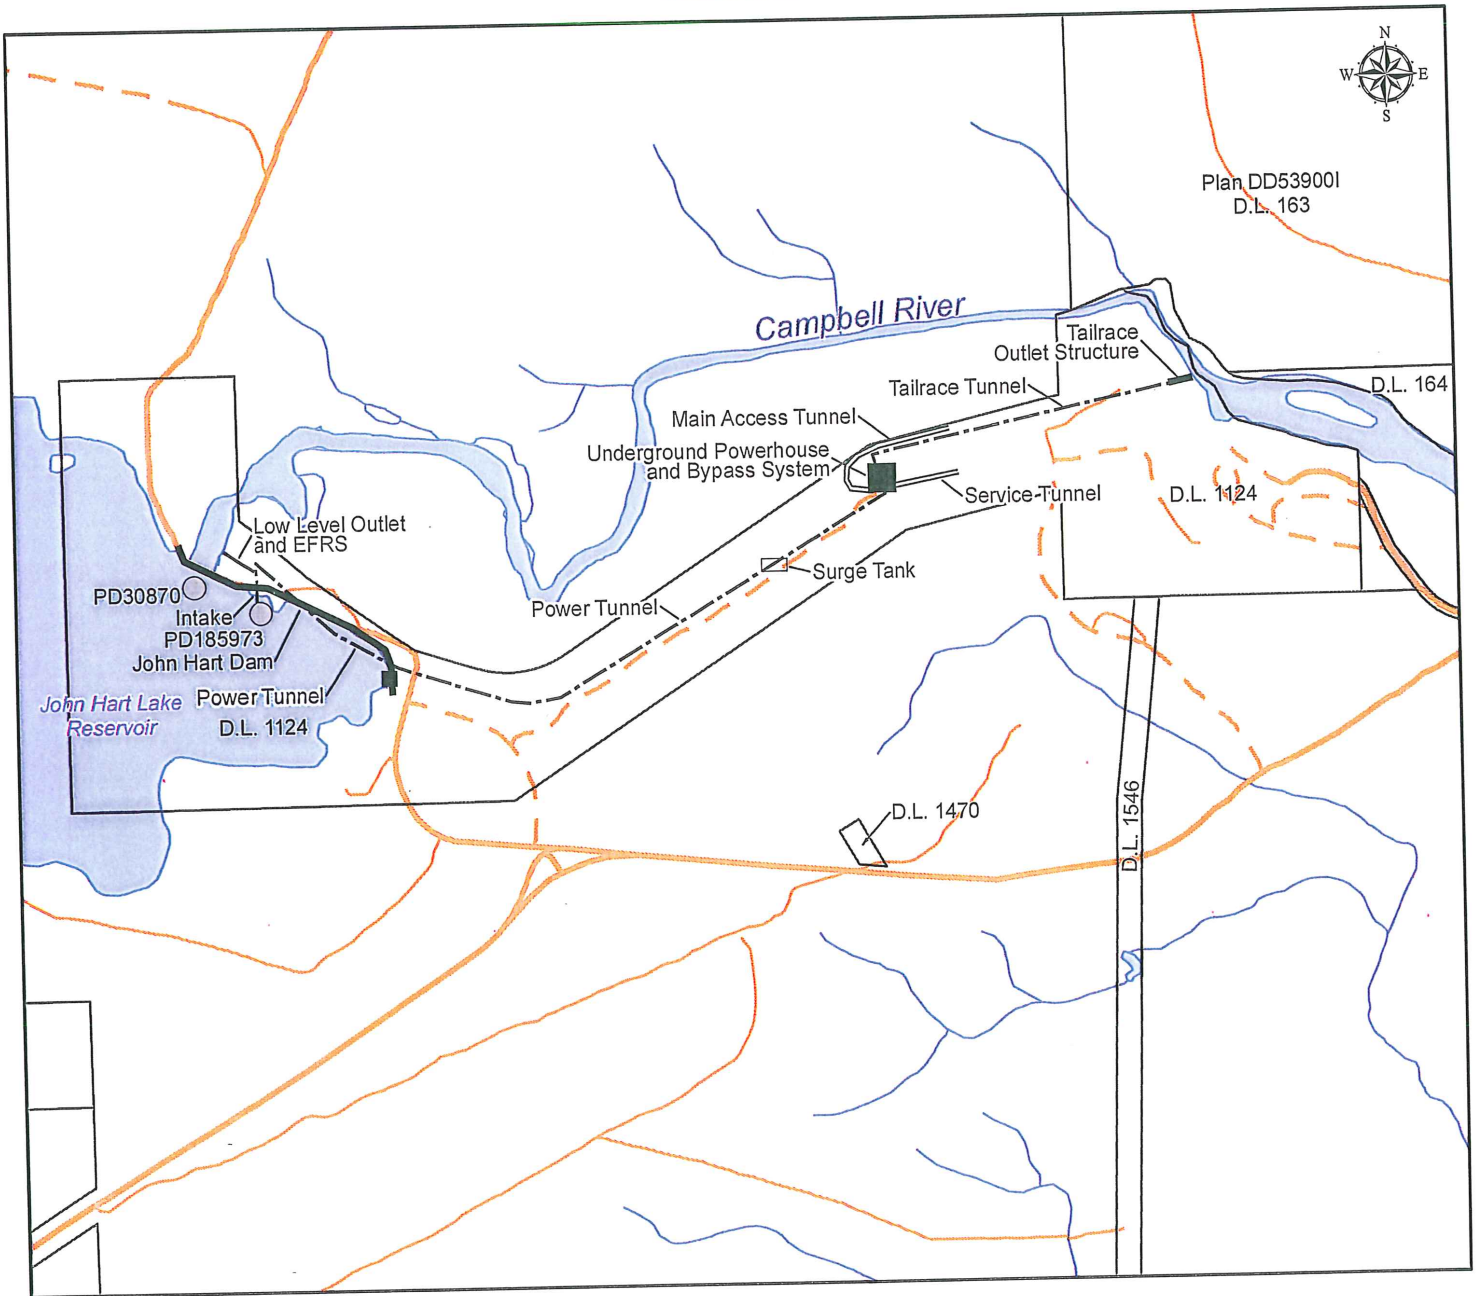 N
W E
S
Plan DD53900I
D.L. 163
Campbell River
Tailrace
Outlet Structure
Tailrace Tunnel
D.L. 164
Main Access Tunnel
Underground Powerhouse
and Bypass System
Service Tunnel
D.L. 1124
Low Level Outlet
and EFRS
Surge Tank
PD30870
Intake
PD185973
John Hart Dam
Power Tunnel
Power Tunnel
John Hart Lake
Reservoir
D.L. 1124
D.L. 1470
D.L. 1546